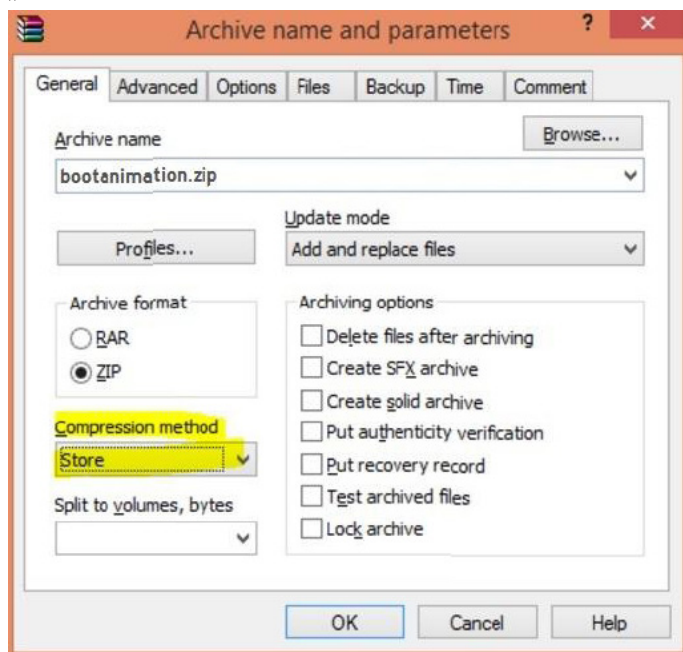 Archive name and parameters ? ×
General Advanced Options Files Backup Time Comment
Archive name
Browse...
bootanimation.zip
Profiles...
Update mode
Add and replace files
Archive format
RAR
ZIP
Compression method
Store
Split to volumes, bytes
Archiving options
Delete files after archiving
Create SFX archive
Create solid archive
Put authenticity verification
Put recovery record
Test archived files
Lock archive
OK Cancel Help